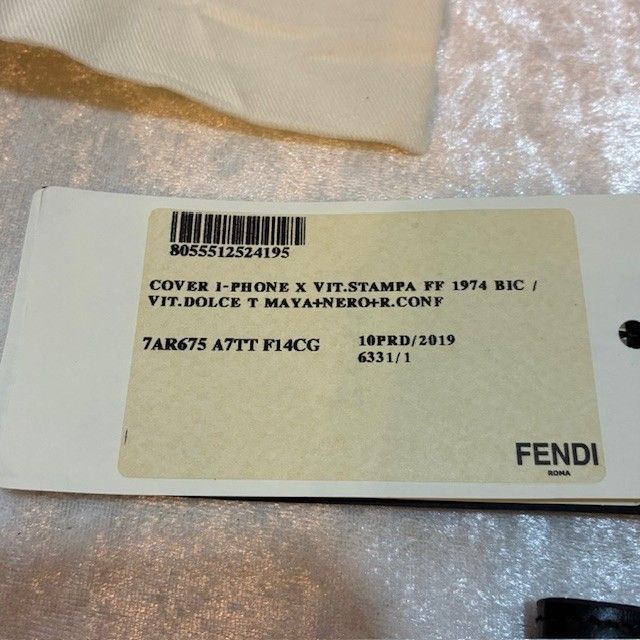 8055512524195
COVER I-PHONE X VIT.STAMPA FF 1974 BIC /
VIT.DOLCE T MAYA+NERO+R.CONF
7AR675 A7TT F14CG
10PRD/2019
6331/1
FENDI
ROMA